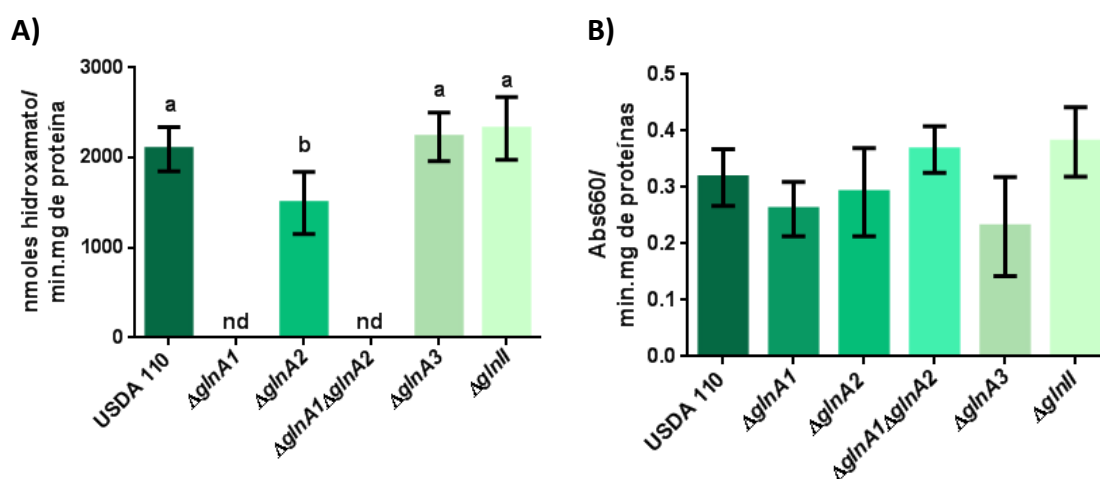 A)
nmoles hidroxamato/
min.mg de proteína
3000
2000
1000
0
a
nd
b
nd
a
a
USDA 110
ΔglnA1
ΔglnA2
ΔglnA1ΔglnA2
ΔglnA3
ΔglnII
B)
Abs660/
min.mg de proteínas
0.5
0.4
0.3
0.2
0.1
0.0
USDA 110
ΔglnA1
ΔglnA2
ΔglnA1ΔglnA2
ΔglnA3
ΔglnII